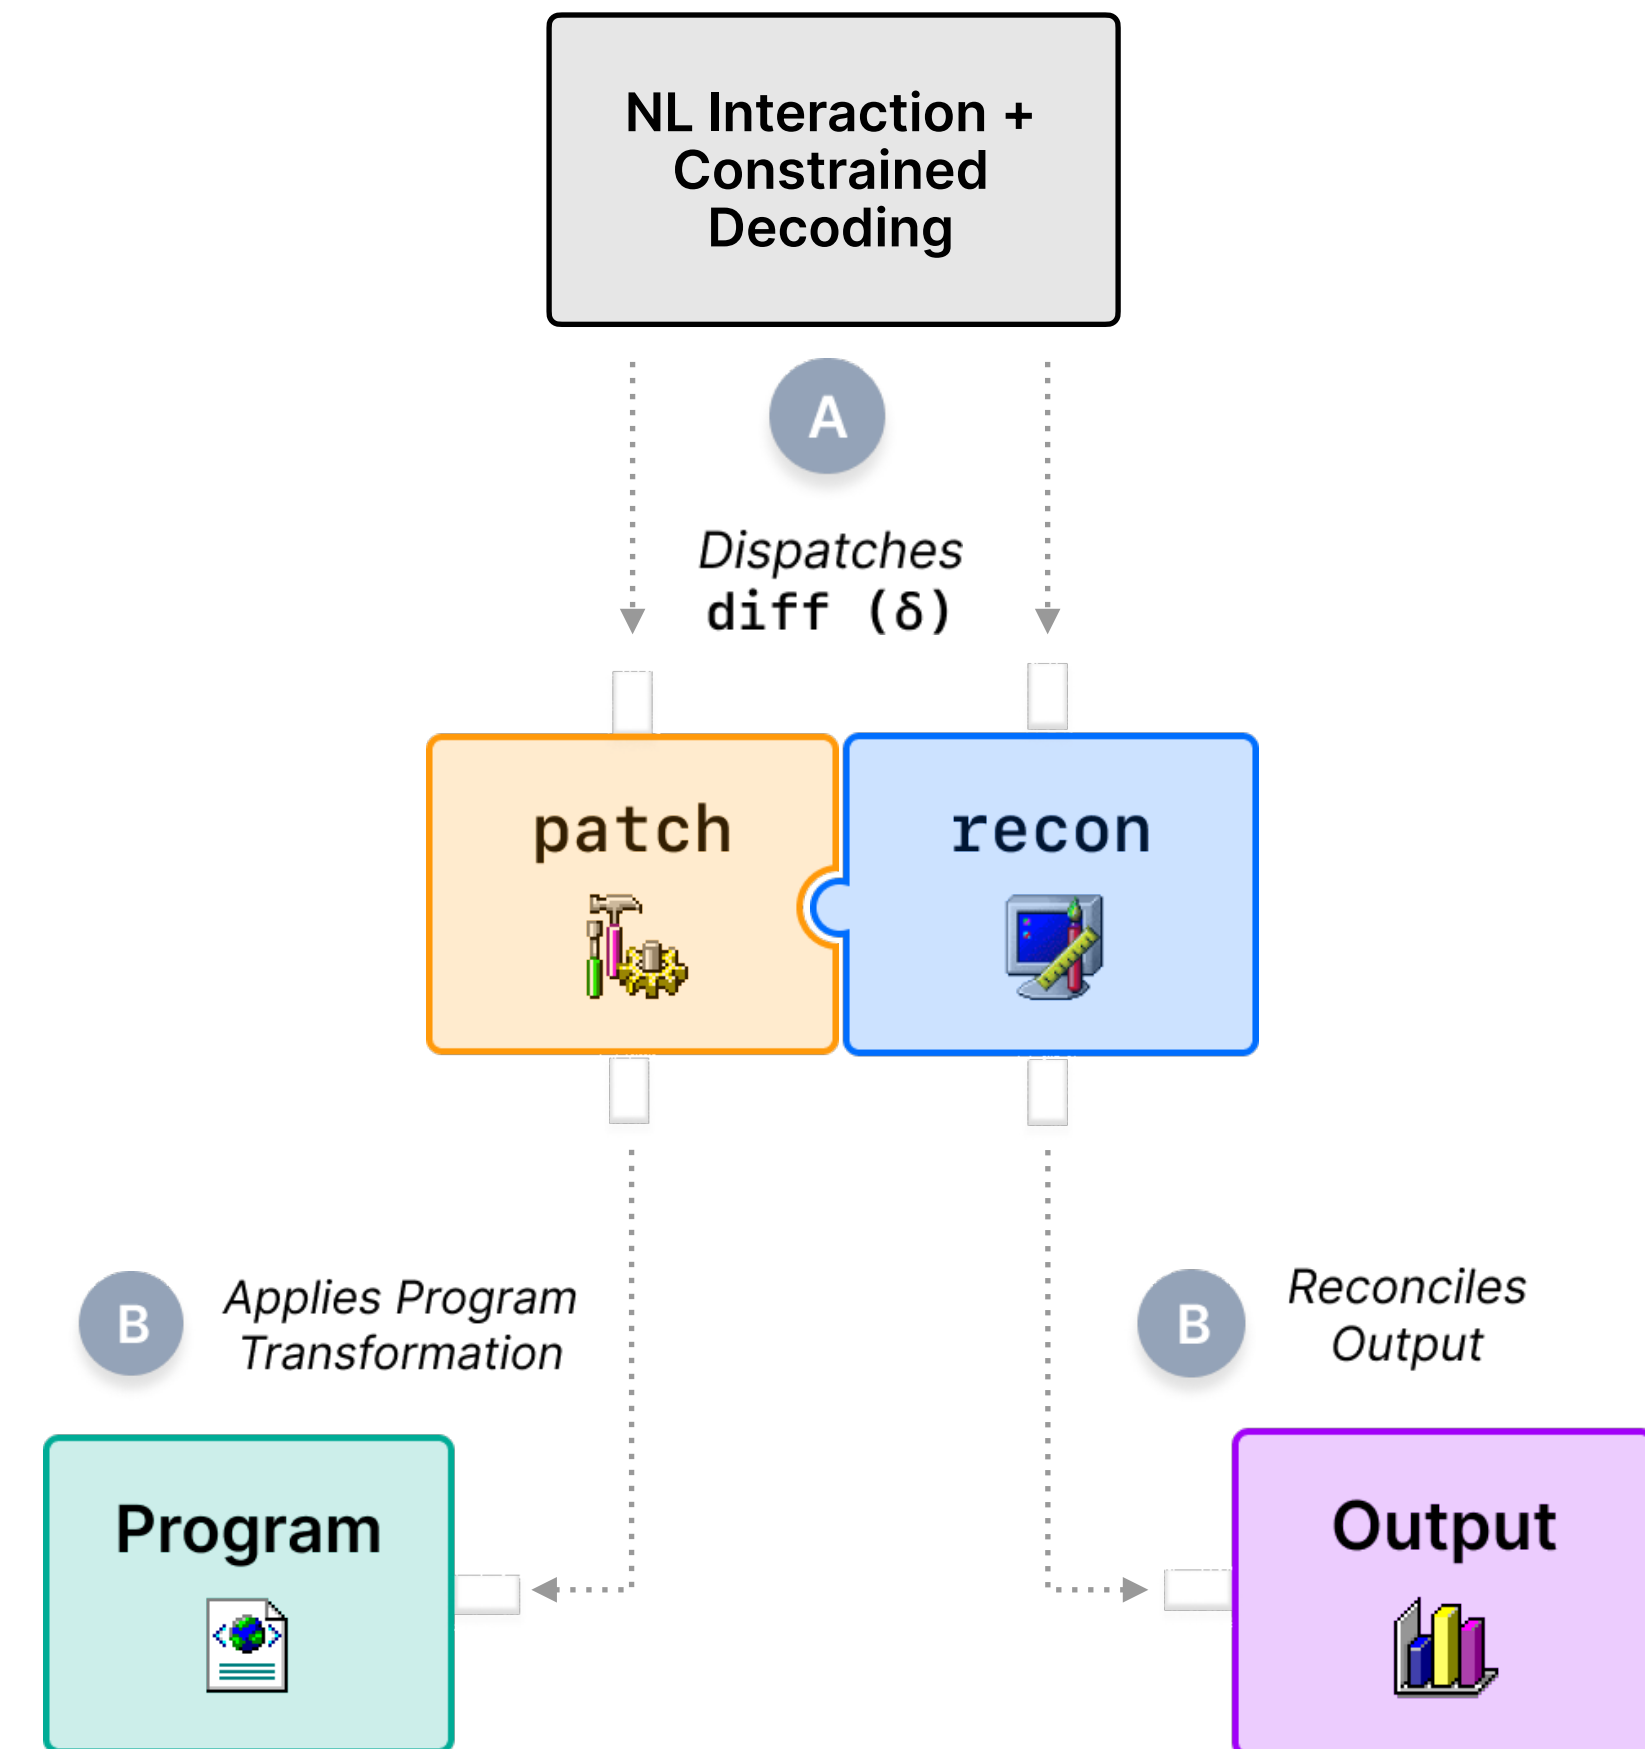 NL Interaction +
Constrained
Decoding
A
Dispatches
diff (δ)
patch
recon
B
Applies Program
Transformation
B
Reconciles
Output
Program
Output